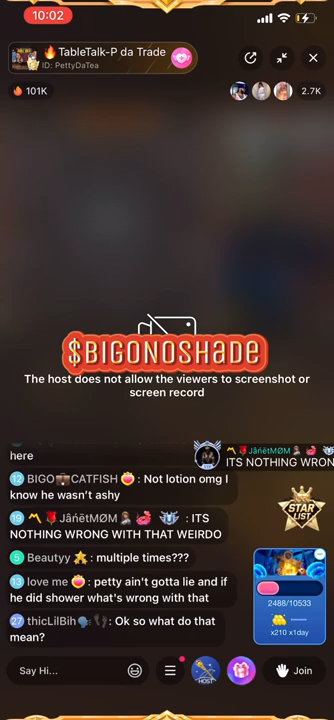 10:02
🔥TableTalk-P da Trade
ID: PettyDaTea
101K
2.7K
$BIGONOSHADE
The host does not allow the viewers to screenshot or
screen record
here
JáñētMØM
ITS NOTHING WRON
12 BIGO💼CATFISH : Not lotion omg I
know he wasn't ashy
19 JáñētMØM : ITS
NOTHING WRONG WITH THAT WEIRDO
STAR
LIST
5 Beautyy : multiple times???
13 love me : petty ain't gotta lie and if
he did shower what's wrong with that
2488/10533
x210 x1day
27 thicLilBih🗣👣: Ok so what do that
mean?
Say Hi...
HOST
Join